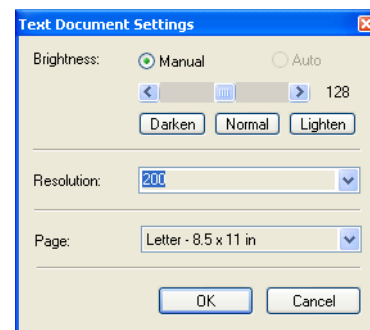 Text Document Settings
Brightness: Manual Auto
128
Darken Normal Lighten
Resolution: 200
Page: Letter - 8.5 x 11 in
OK Cancel